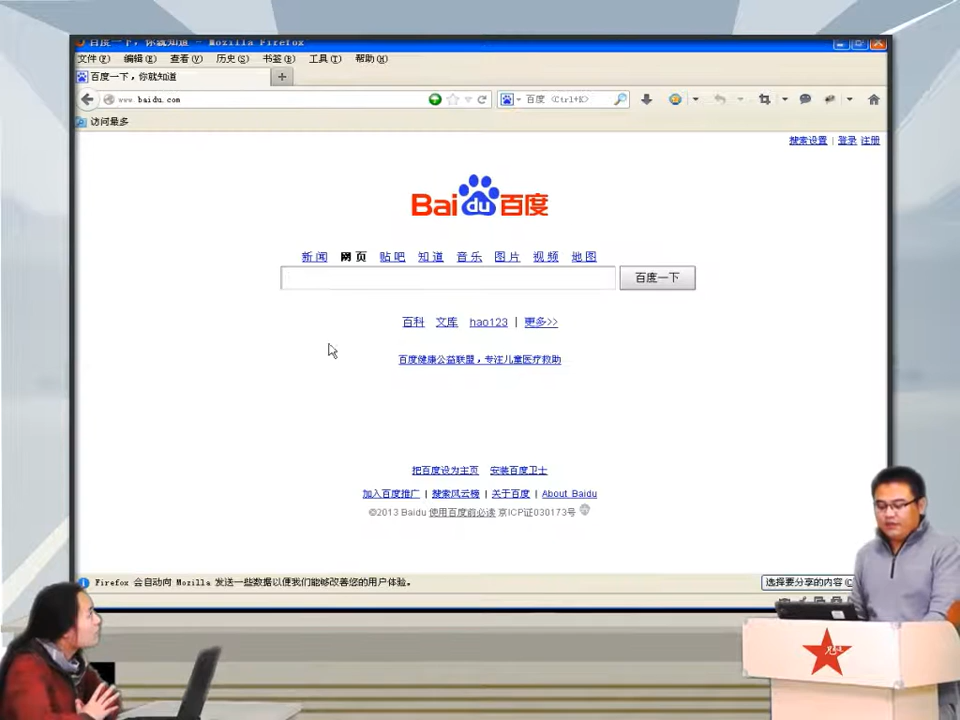 百度一下，你就知道 - Mozilla Firefox
文件(F) 编辑(E) 查看(V) 历史(S) 书签(B) 工具(T) 帮助(H)
百度一下，你就知道
www.baidu.com 百度 <Ctrl+K>
访问最多
搜索设置 | 登录 注册
Bai du 百度
新闻 网页 贴吧 知道 音乐 图片 视频 地图
百度一下
百科 文库 hao123 | 更多>>
百度健康公益联盟，专注儿童医疗救助
把百度设为主页 安装百度卫士
加入百度推广 | 搜索风云榜 | 关于百度 | About Baidu
©2013 Baidu 使用百度前必读 京ICP证030173号
Firefox 会自动向 Mozilla 发送一些数据以便我们能够改善您的用户体验。 选择要分享的内容(C